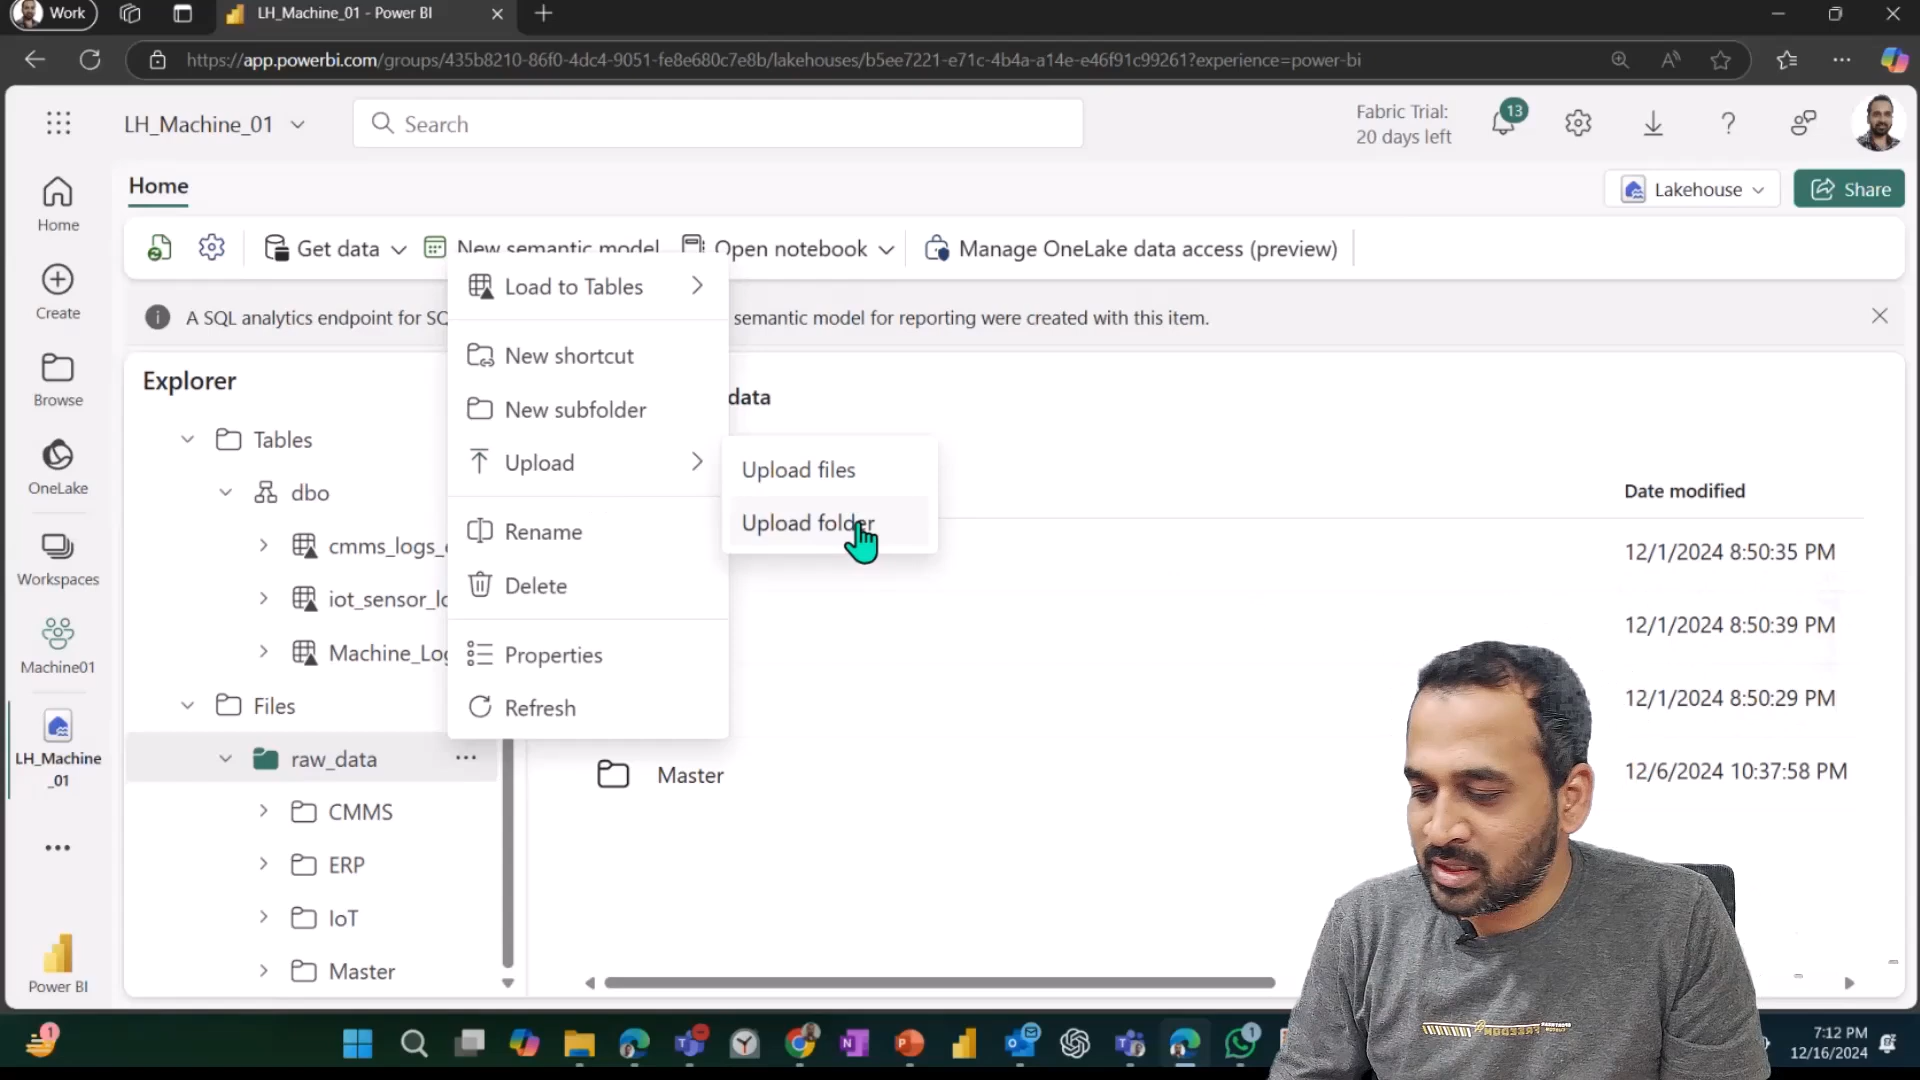 Work
LH_Machine_01 - Power BI
https://app.powerbi.com/groups/435b8210-86f0-4dc4-9051-fe8e680c7e8b/lakehouses/b5ee7221-e71c-4b4a-a14e-e46f91c99261?experience=power-bi
LH_Machine_01
Search
Fabric Trial:
20 days left
13
Home
Lakehouse
Share
Get data
New semantic model
Open notebook
Manage OneLake data access (preview)
A SQL analytics endpoint for SQ
semantic model for reporting were created with this item.
Home
Create
Browse
OneLake
Workspaces
Machine01
LH_Machine
_01
Power BI
Explorer
Tables
dbo
cmms_logs_
iot_sensor_lo
Machine_Log
Files
raw_data
CMMS
ERP
IoT
Master
Load to Tables
New shortcut
New subfolder
Upload
Rename
Delete
Properties
Refresh
Upload files
Upload folder
data
Date modified
12/1/2024 8:50:35 PM
12/1/2024 8:50:39 PM
12/1/2024 8:50:29 PM
Master
12/6/2024 10:37:58 PM
1
1
7:12 PM
12/16/2024